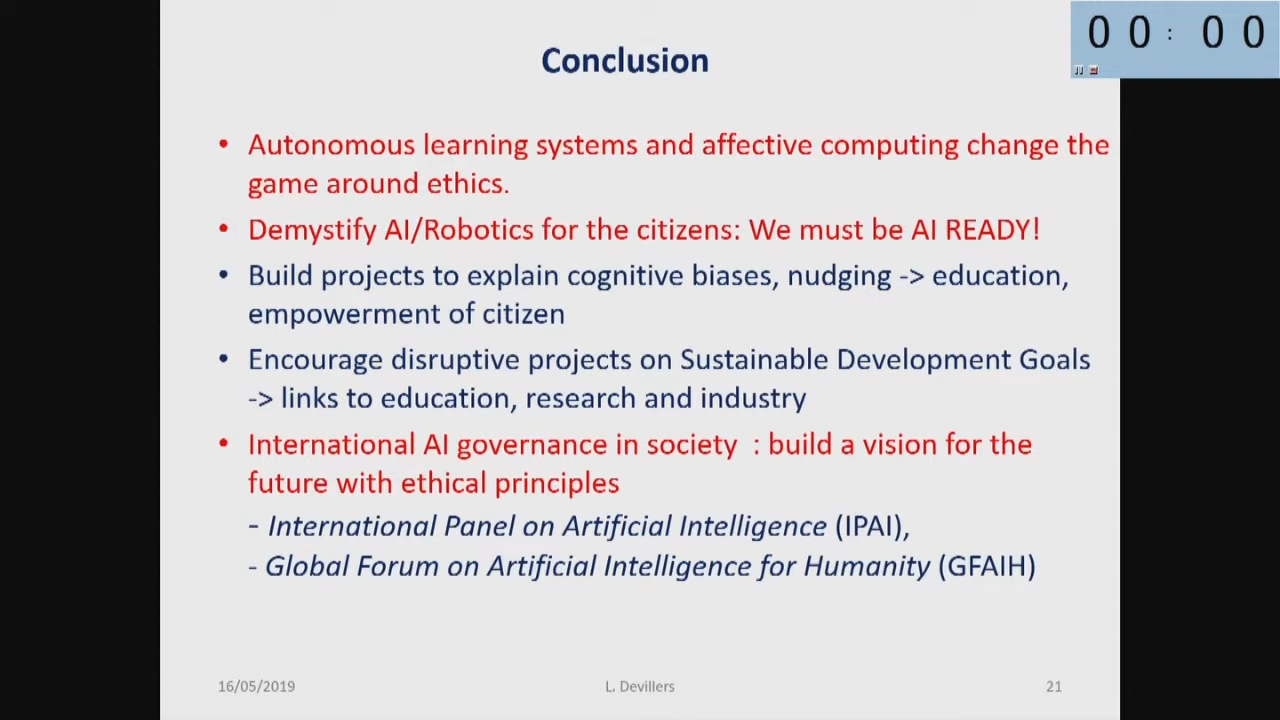 00:00
Conclusion
• Autonomous learning systems and affective computing change the
game around ethics.
• Demystify AI/Robotics for the citizens: We must be AI READY!
• Build projects to explain cognitive biases, nudging -> education,
empowerment of citizen
• Encourage disruptive projects on Sustainable Development Goals
-> links to education, research and industry
• International AI governance in society : build a vision for the
future with ethical principles
- International Panel on Artificial Intelligence (IPAI),
- Global Forum on Artificial Intelligence for Humanity (GFAIH)
16/05/2019 L. Devillers 21